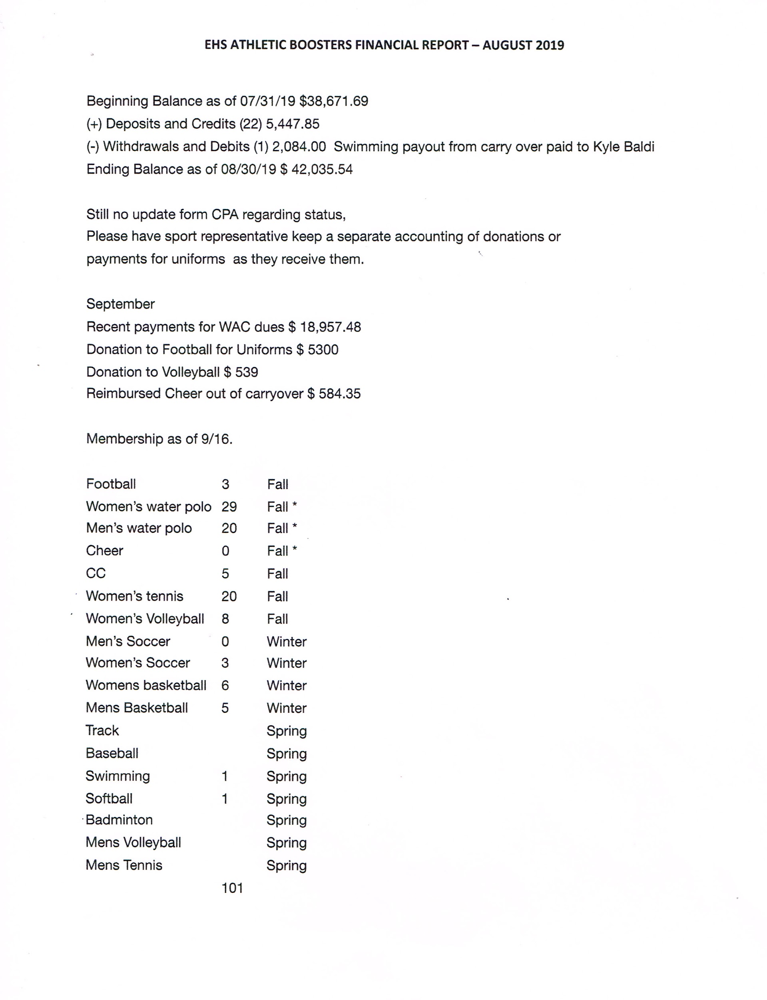 EHS ATHLETIC BOOSTERS FINANCIAL REPORT – AUGUST 2019
Beginning Balance as of 07/31/19 $38,671.69
(+) Deposits and Credits (22) 5,447.85
(-) Withdrawals and Debits (1) 2,084.00  Swimming payout from carry over paid to Kyle Baldi
Ending Balance as of 08/30/19 $ 42,035.54
Still no update form CPA regarding status,
Please have sport representative keep a separate accounting of donations or
payments for uniforms  as they receive them.
September
Recent payments for WAC dues $ 18,957.48
Donation to Football for Uniforms $ 5300
Donation to Volleyball $ 539
Reimbursed Cheer out of carryover $ 584.35
Membership as of 9/16.
Football 3 Fall
Women's water polo 29 Fall *
Men's water polo 20 Fall *
Cheer 0 Fall *
CC 5 Fall
Women's tennis 20 Fall
Women's Volleyball 8 Fall
Men's Soccer 0 Winter
Women's Soccer 3 Winter
Womens basketball 6 Winter
Mens Basketball 5 Winter
Track Spring
Baseball Spring
Swimming 1 Spring
Softball 1 Spring
Badminton Spring
Mens Volleyball Spring
Mens Tennis Spring
101